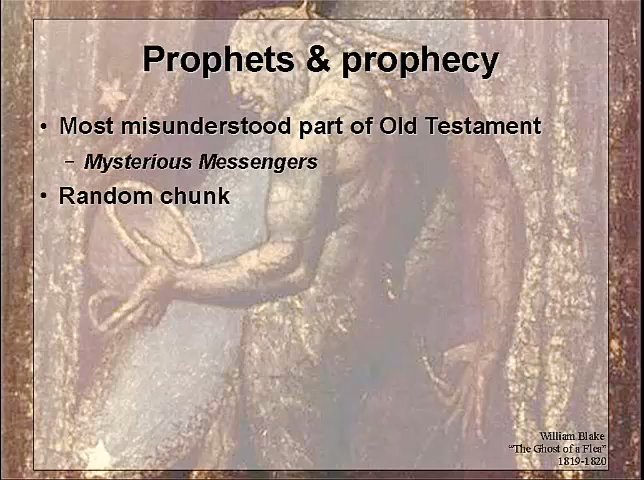 Prophets & prophecy
• Most misunderstood part of Old Testament
– Mysterious Messengers
• Random chunk
William Blake
“The Ghost of a Flea”
1819-1820